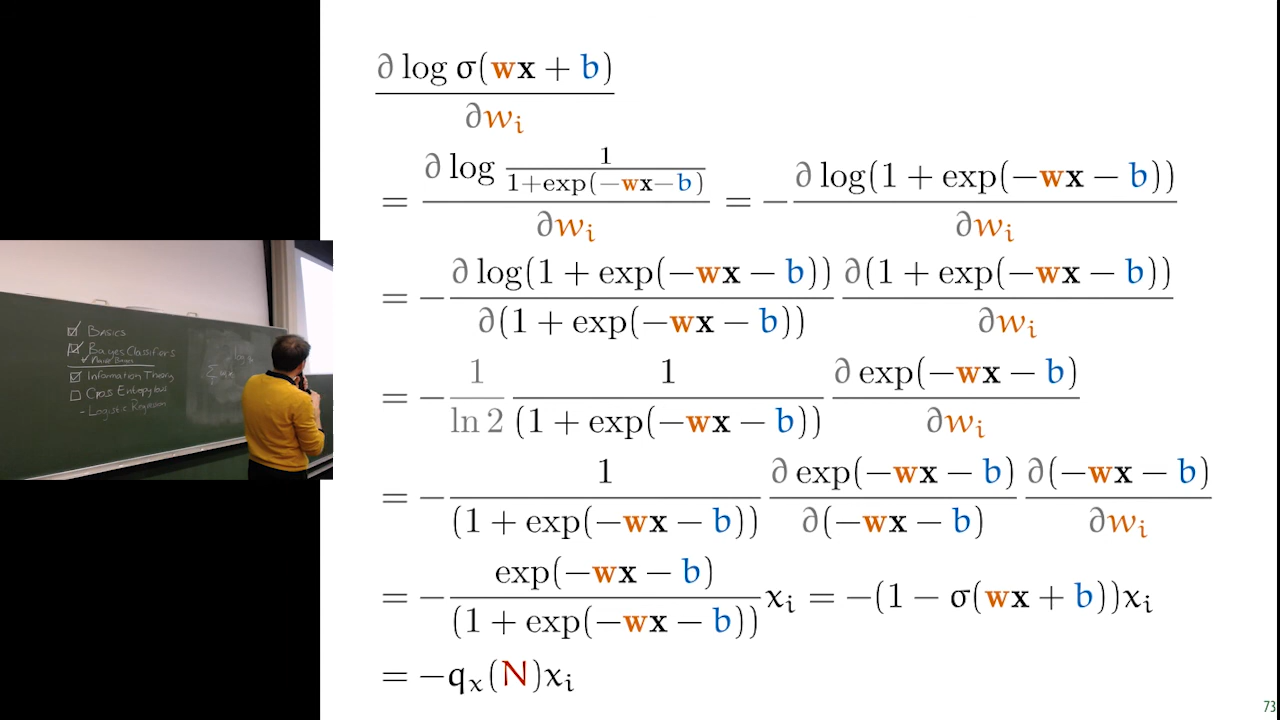 ∂ log σ(wx + b) / ∂wᵢ
= ∂ log 1/(1+exp(−wx−b)) / ∂wᵢ = − ∂ log(1 + exp(−wx − b)) / ∂wᵢ
= − ∂ log(1 + exp(−wx − b)) / ∂(1 + exp(−wx − b)) ∂(1 + exp(−wx − b)) / ∂wᵢ
= − 1 / ln 2 1 / (1 + exp(−wx − b)) ∂ exp(−wx − b) / ∂wᵢ
= − 1 / (1 + exp(−wx − b)) ∂ exp(−wx − b) / ∂(−wx − b) ∂(−wx − b) / ∂wᵢ
= − exp(−wx − b) / (1 + exp(−wx − b)) xᵢ = −(1 − σ(wx + b))xᵢ
= −qₓ(N)xᵢ
73
☑ Basics
☑ Bayes Classifiers
Naive Bayes
☑ Information Theory
☐ Cross Entropy
- Logistic Regression